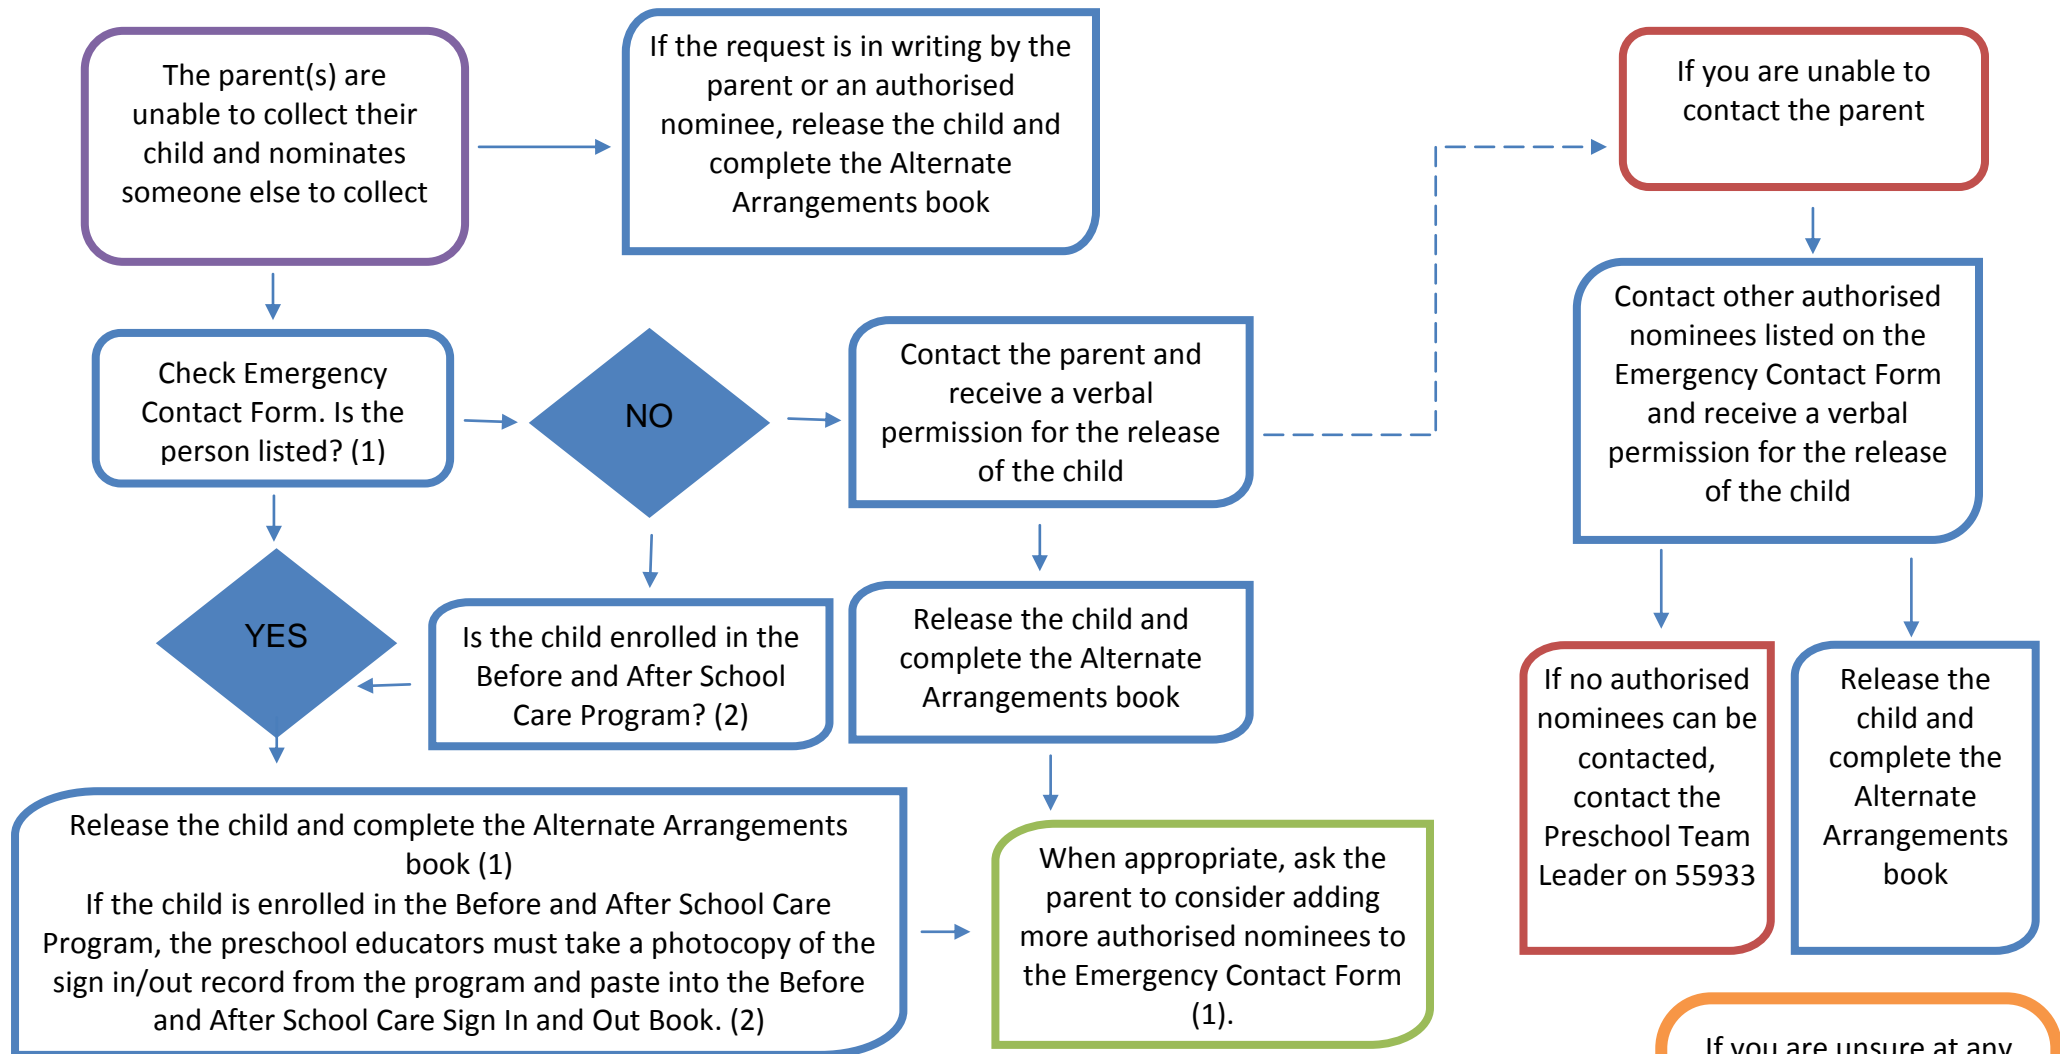 The parent(s) are
unable to collect their
child and nominates
someone else to collect
If the request is in writing by the
parent or an authorised
nominee, release the child and
complete the Alternate
Arrangements book
If you are unable to
contact the parent
Check Emergency
Contact Form. Is the
person listed? (1)
NO
Contact the parent and
receive a verbal
permission for the release
of the child
Contact other authorised
nominees listed on the
Emergency Contact Form
and receive a verbal
permission for the release
of the child
YES
Is the child enrolled in the
Before and After School
Care Program? (2)
Release the child and
complete the Alternate
Arrangements book
If no authorised
nominees can be
contacted,
contact the
Preschool Team
Leader on 55933
Release the
child and
complete the
Alternate
Arrangements
book
Release the child and complete the Alternate Arrangements
book (1)
If the child is enrolled in the Before and After School Care
Program, the preschool educators must take a photocopy of the
sign in/out record from the program and paste into the Before
and After School Care Sign In and Out Book. (2)
When appropriate, ask the
parent to consider adding
more authorised nominees to
the Emergency Contact Form
(1).
If you are unsure at any